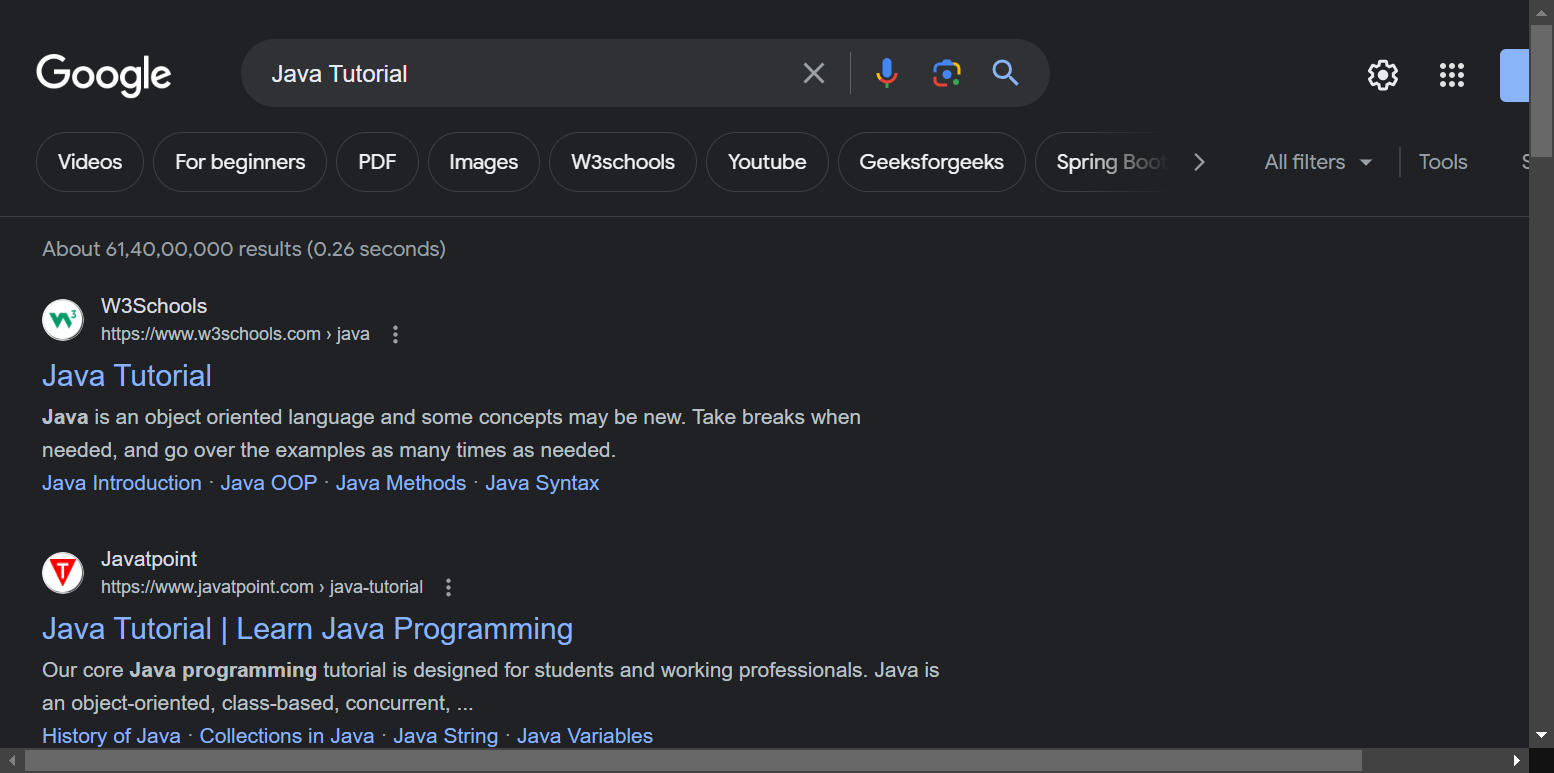 Google
Java Tutorial
Videos For beginners PDF Images W3schools Youtube Geeksforgeeks Spring Boot All filters Tools S
About 61,40,00,000 results (0.26 seconds)
W3Schools
https://www.w3schools.com › java
Java Tutorial
Java is an object oriented language and some concepts may be new. Take breaks when
needed, and go over the examples as many times as needed.
Java Introduction · Java OOP · Java Methods · Java Syntax
Javatpoint
https://www.javatpoint.com › java-tutorial
Java Tutorial | Learn Java Programming
Our core Java programming tutorial is designed for students and working professionals. Java is
an object-oriented, class-based, concurrent, ...
History of Java · Collections in Java · Java String · Java Variables